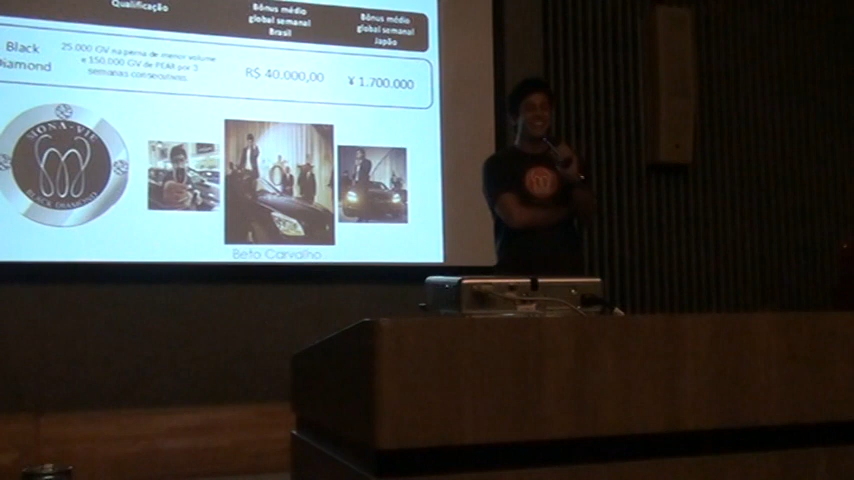 Qualificação
Bônus médio
global semanal
Brasil
Bônus médio
global semanal
Japão
Black
Diamond
25.000 GV na perna de menor volume
e 150.000 GV de PEAR por 3
semanas consecutivas.
R$ 40.000,00
¥ 1.700.000
MONA·VIE
BLACK DIAMOND
Beto Carvalho